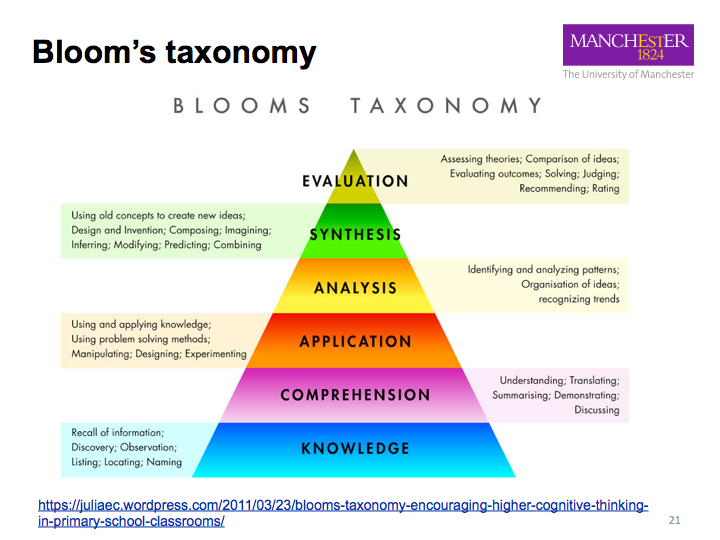 Bloom’s taxonomy
MANCHESTER
1824
The University of Manchester
BLOOMS TAXONOMY
EVALUATION
Assessing theories; Comparison of ideas;
Evaluating outcomes; Solving; Judging;
Recommending; Rating
Using old concepts to create new ideas;
Design and Invention; Composing; Imagining;
Inferring; Modifying; Predicting; Combining
SYNTHESIS
ANALYSIS
Identifying and analyzing patterns;
Organisation of ideas;
recognizing trends
Using and applying knowledge;
Using problem solving methods;
Manipulating; Designing; Experimenting
APPLICATION
COMPREHENSION
Understanding; Translating;
Summarising; Demonstrating;
Discussing
Recall of information;
Discovery; Observation;
Listing; Locating; Naming
KNOWLEDGE
https://juliaec.wordpress.com/2011/03/23/blooms-taxonomy-encouraging-higher-cognitive-thinking-
in-primary-school-classrooms/
21